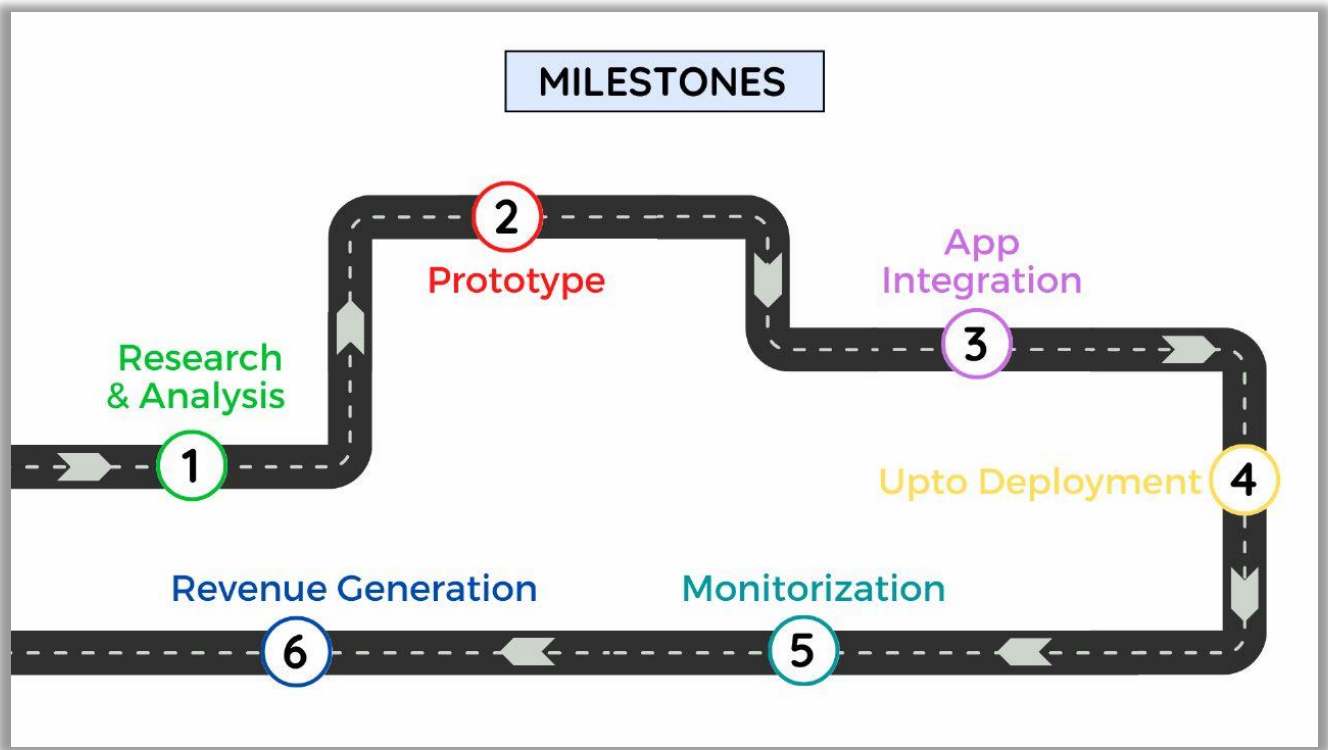 MILESTONES
1
Research
& Analysis
2
Prototype
3
App
Integration
4
Upto Deployment
5
Monitorization
6
Revenue Generation